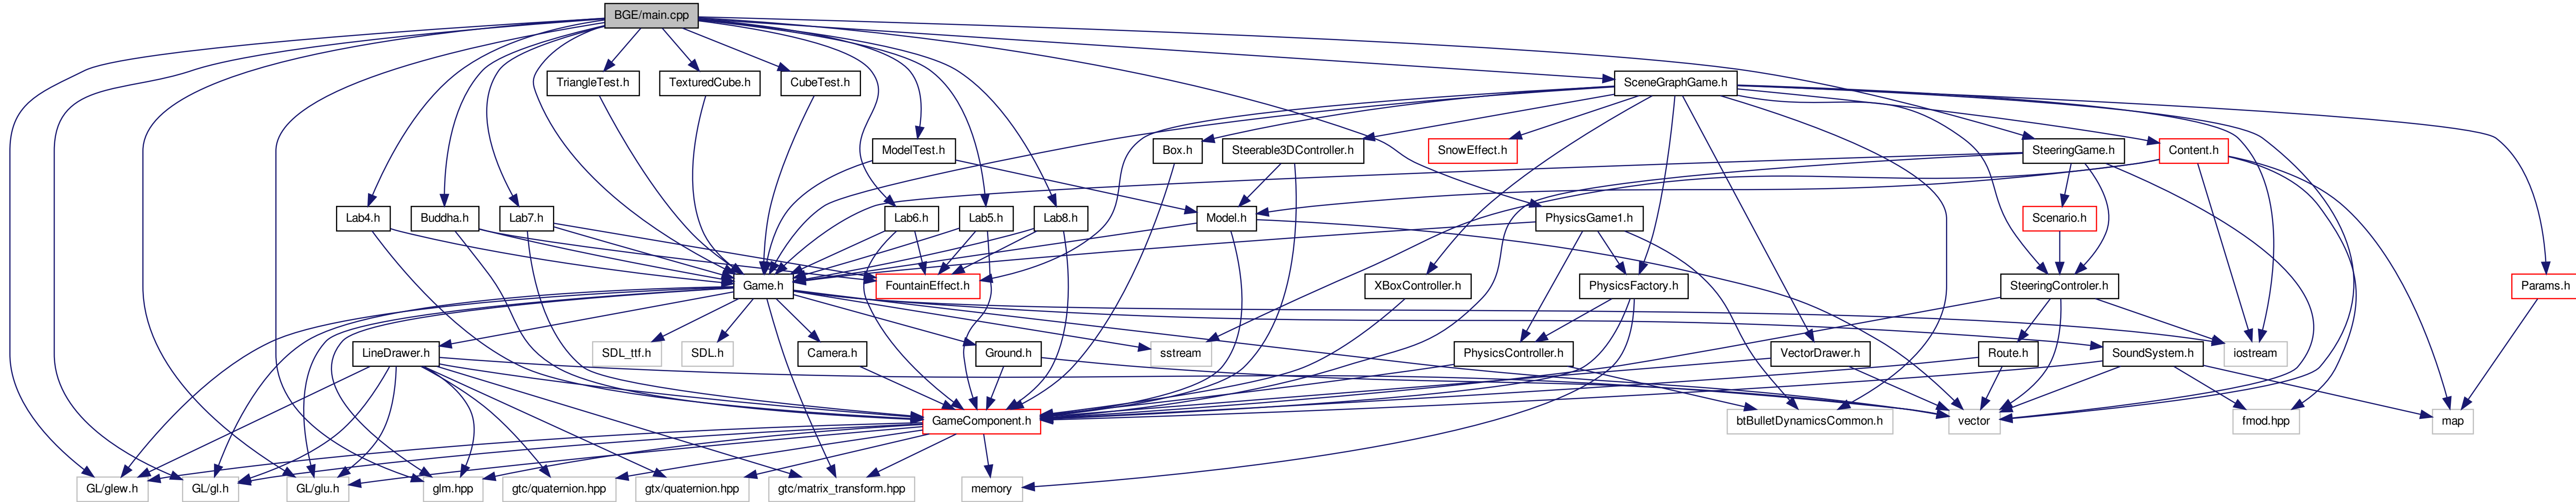 BGE/main.cpp
TriangleTest.h
TexturedCube.h
CubeTest.h
SceneGraphGame.h
ModelTest.h
Box.h
Steerable3DController.h
SnowEffect.h
SteeringGame.h
Content.h
Lab4.h
Buddha.h
Lab7.h
Lab6.h
Lab5.h
Lab8.h
Model.h
PhysicsGame1.h
Scenario.h
Game.h
FountainEffect.h
XBoxController.h
PhysicsFactory.h
SteeringControler.h
Params.h
LineDrawer.h
SDL_ttf.h
SDL.h
Camera.h
Ground.h
sstream
PhysicsController.h
VectorDrawer.h
Route.h
SoundSystem.h
iostream
GameComponent.h
btBulletDynamicsCommon.h
vector
fmod.hpp
map
GL/glew.h
GL/gl.h
GL/glu.h
glm.hpp
gtc/quaternion.hpp
gtx/quaternion.hpp
gtc/matrix_transform.hpp
memory